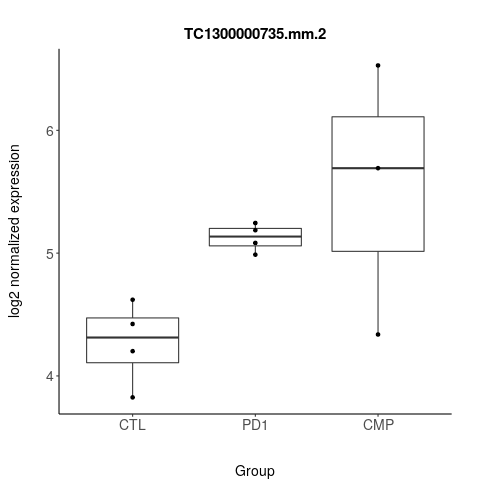 TC1300000735.mm.2
log2 normalized expression
6
5
4
CTL
PD1
CMP
Group